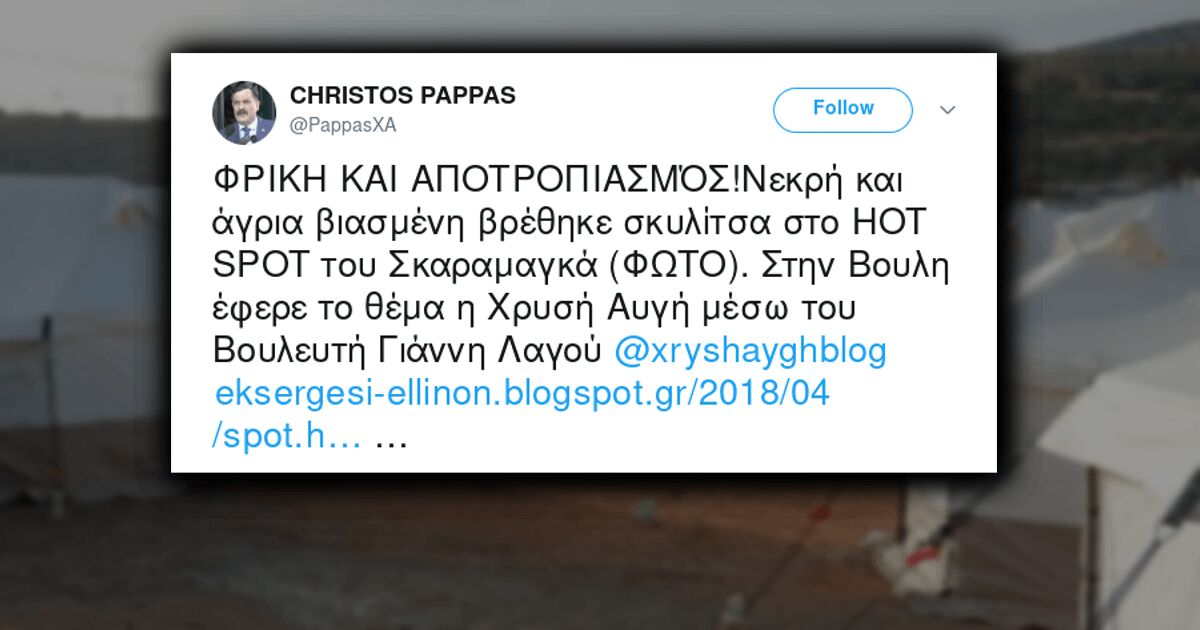 CHRISTOS PAPPAS
@PappasXA
Follow
ΦΡΙΚΗ ΚΑΙ ΑΠΟΤΡΟΠΙΑΣΜΌΣ!Νεκρή και
άγρια βιασμένη βρέθηκε σκυλίτσα στο HOT
SPOT του Σκαραμαγκά (ΦΩΤΟ). Στην Βουλη
έφερε το θέμα η Χρυσή Αυγή μέσω του
Βουλευτή Γιάννη Λαγού @xryshayghblog
eksergesi-ellinon.blogspot.gr/2018/04
/spot.h… …